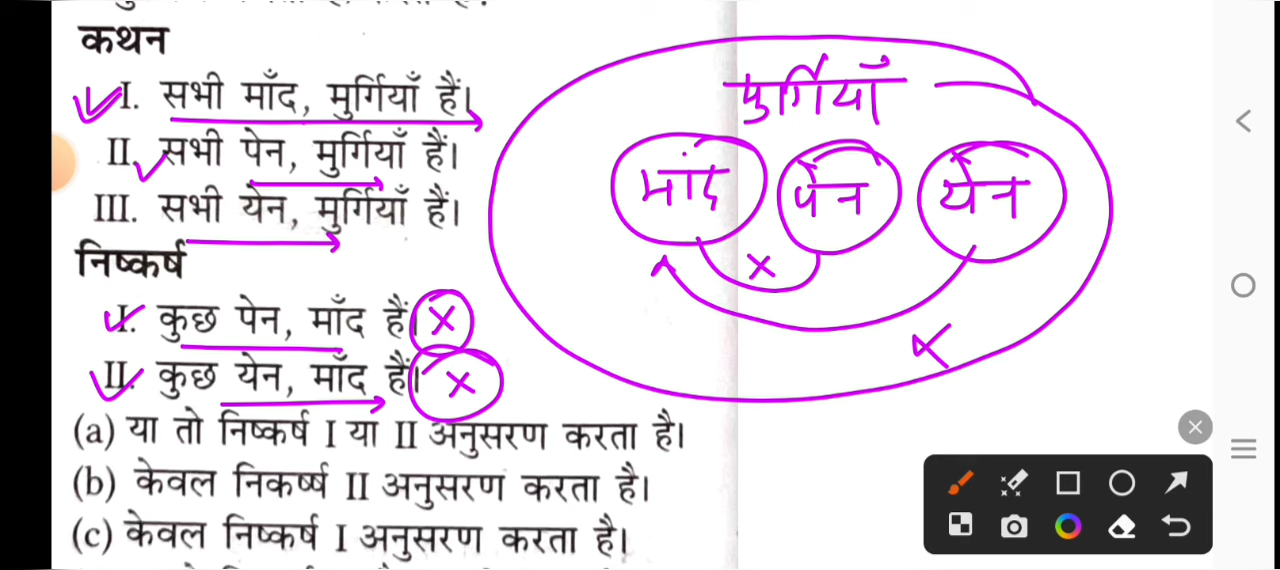 कथन
I. सभी माँद, मुर्गियाँ हैं।
II. सभी पेन, मुर्गियाँ हैं।
III. सभी येन, मुर्गियाँ हैं।
निष्कर्ष
I. कुछ पेन, माँद हैं।
II. कुछ येन, माँद हैं।
(a) या तो निष्कर्ष I या II अनुसरण करता है।
(b) केवल निकर्ष्ष II अनुसरण करता है।
(c) केवल निष्कर्ष I अनुसरण करता है।
मुर्गियाँ
मांद पेन येन